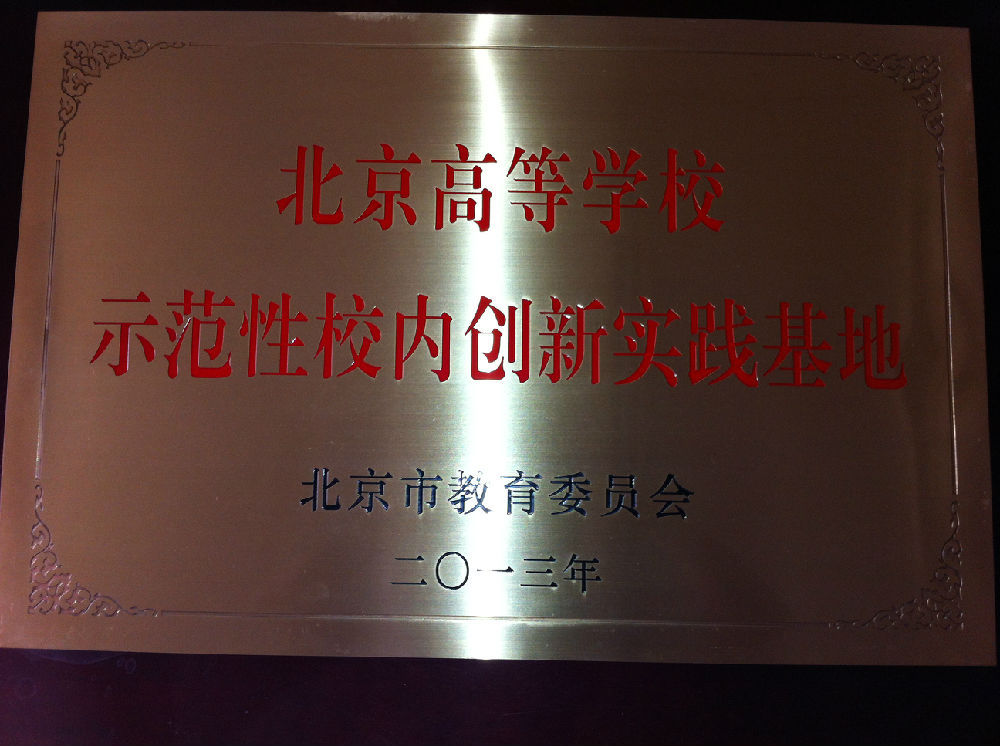 北京高等学校
示范性校内创新实践基地
北京市教育委员会
二〇一三年